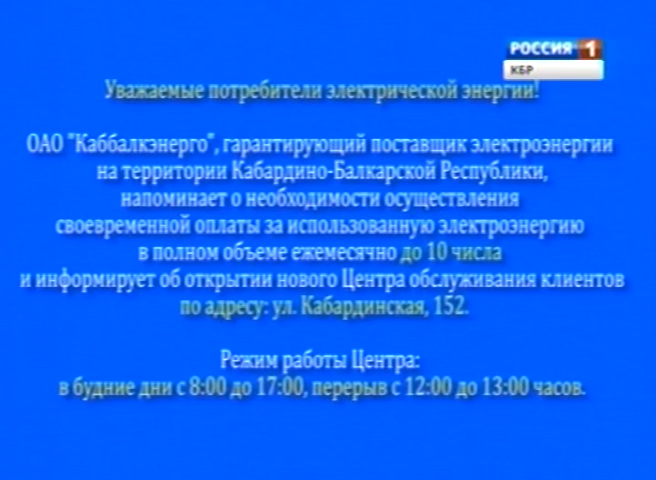 РОССИЯ 1
КБР
Уважаемые потребители электрической энергии!
ОАО "Каббалкэнерго", гарантирующий поставщик электроэнергии
на территории Кабардино-Балкарской Республики,
напоминает о необходимости осуществления
своевременной оплаты за использованную электроэнергию
в полном объеме ежемесячно до 10 числа
и информирует об открытии нового Центра обслуживания клиентов
по адресу: ул. Кабардинская, 152.
Режим работы Центра:
в будние дни с 8:00 до 17:00, перерыв с 12:00 до 13:00 часов.